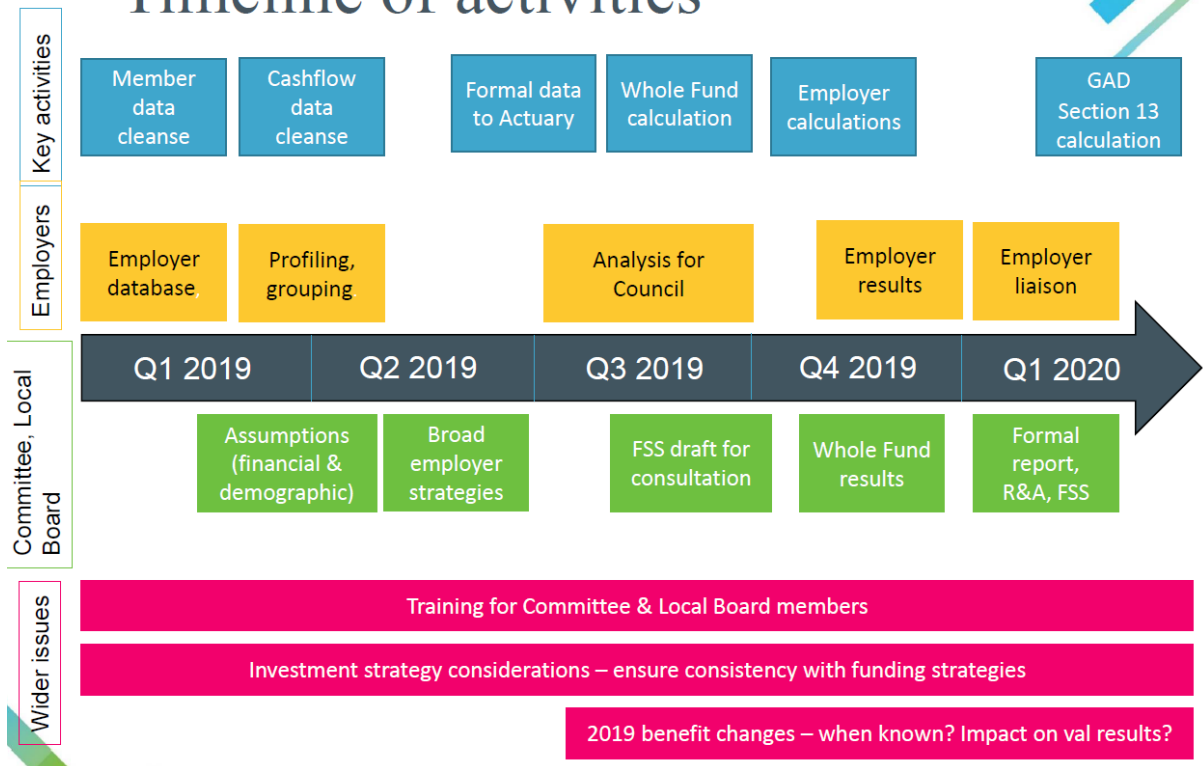 Timeline of activities
Key activities
Member
data
cleanse
Cashflow
data
cleanse
Formal data
to Actuary
Whole Fund
calculation
Employer
calculations
GAD
Section 13
calculation
Employers
Employer
database,
Profiling,
grouping.
Analysis for
Council
Employer
results
Employer
liaison
Q1 2019
Q2 2019
Q3 2019
Q4 2019
Q1 2020
Committee, Local
Board
Assumptions
(financial &
demographic)
Broad
employer
strategies
FSS draft for
consultation
Whole Fund
results
Formal
report,
R&A, FSS
Wider issues
Training for Committee & Local Board members
Investment strategy considerations – ensure consistency with funding strategies
2019 benefit changes – when known? Impact on val results?